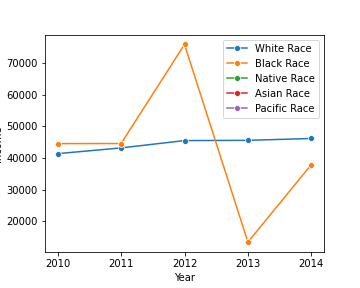 White Race
Black Race
Native Race
Asian Race
Pacific Race
70000
60000
50000
40000
30000
20000
2010
2011
2012
2013
2014
Year